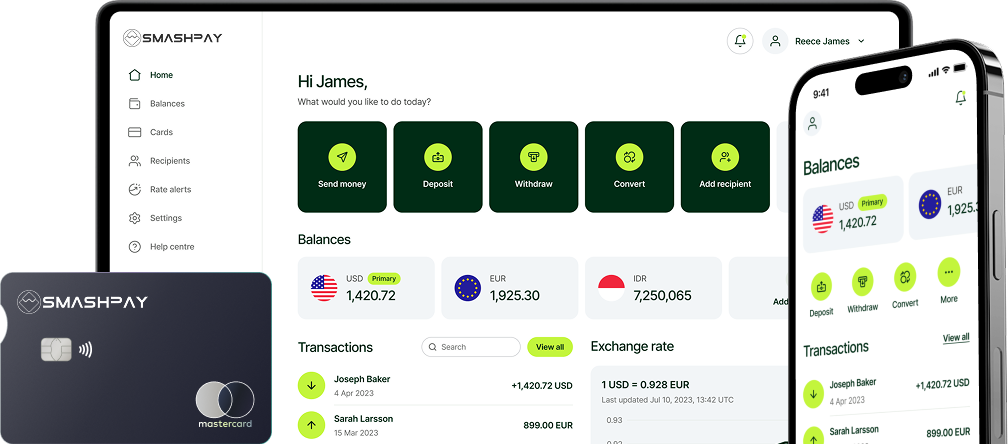 SMASHPAY
Reece James
Home
Balances
Cards
Recipients
Rate alerts
Settings
Help centre
Hi James,
What would you like to do today?
Send money
Deposit
Withdraw
Convert
Add recipient
Balances
USD Primary
1,420.72
EUR
1,925.30
IDR
7,250,065
Add
Transactions
Search
View all
Joseph Baker
4 Apr 2023
+1,420.72 USD
Sarah Larsson
15 Mar 2023
899.00 EUR
Exchange rate
1 USD = 0.928 EUR
Last updated Jul 10, 2023, 13:42 UTC
0.93
0.92
SMASHPAY
mastercard
9:41
Balances
USD Primary
1,420.72
EUR
1,925.3
Deposit
Withdraw
Convert
More
Transactions
View all
Joseph Baker
4 Apr 2023
+1,420.72 USD
Sarah Larsson
899.00 EUR